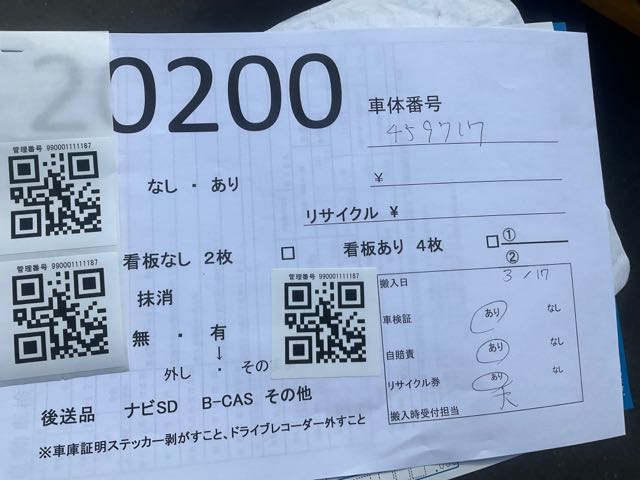 20200
車体番号
459717
管理番号 990001111187
なし ・ あり
¥
リサイクル ¥
看板なし 2枚 □ 看板あり 4枚 □ ①
②
管理番号 990001111187
管理番号 990001111187
抹消
無 ・ 有
↓
外し ・ その
搬入日 3/17
車検証 あり なし
自賠責 あり なし
リサイクル券 あり なし
搬入時受付担当
後送品 ナビSD B-CAS その他
※車庫証明ステッカー剥がすこと、ドライブレコーダー外すこと